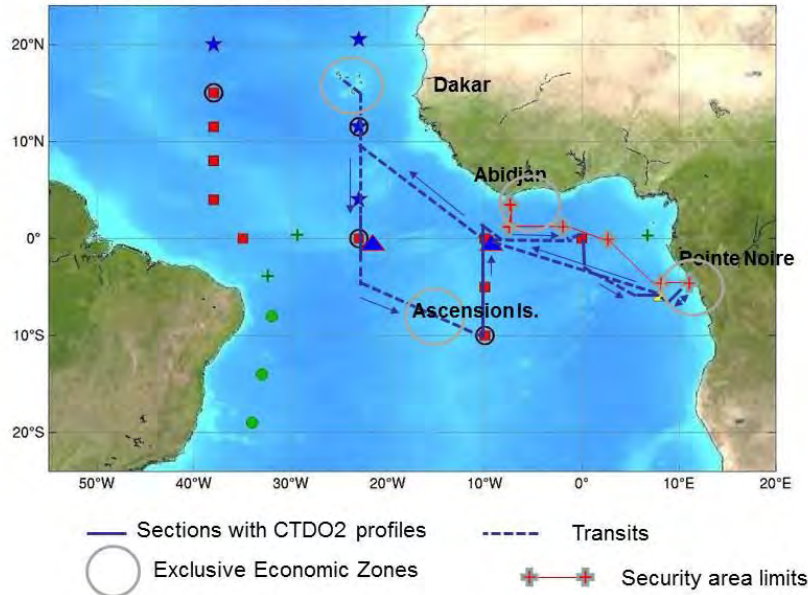 20°N
Dakar
10°N
Abidjan
0°
Pointe Noire
Ascension Is.
10°S
20°S
50°W 40°W 30°W 20°W 10°W 0° 10°E 20°E
Sections with CTDO2 profiles Transits
Exclusive Economic Zones Security area limits